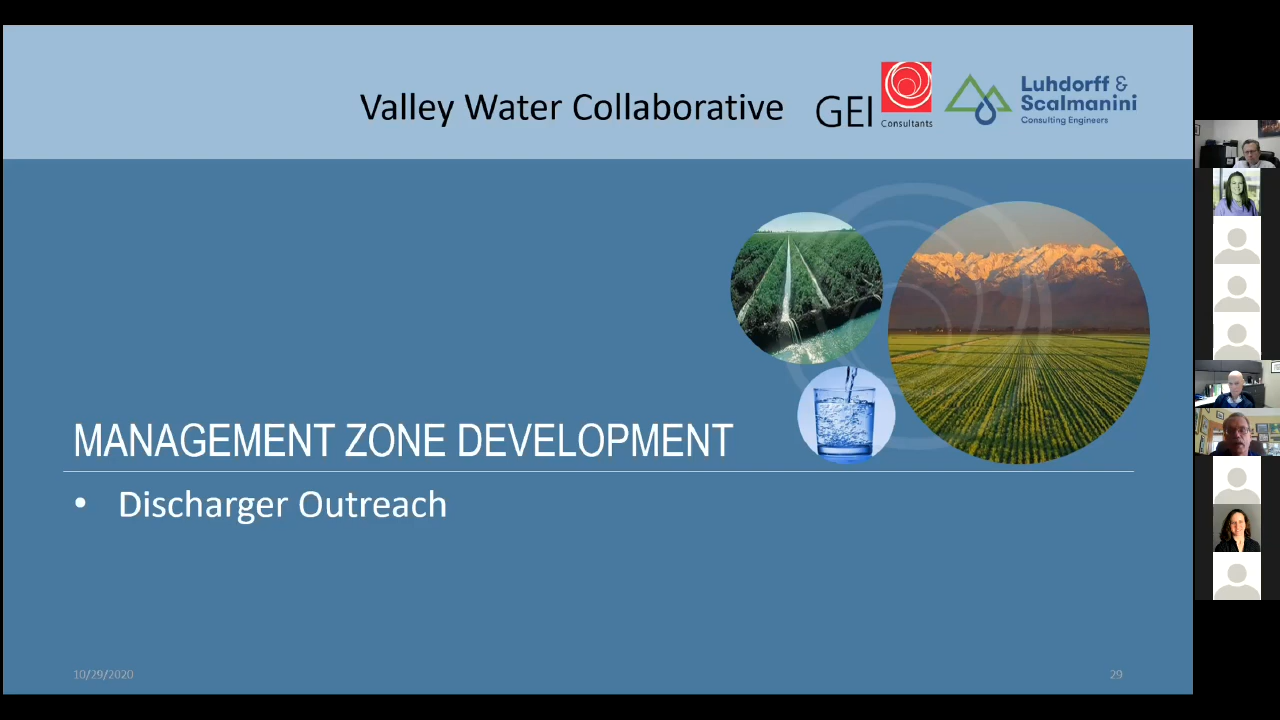 Valley Water Collaborative
GEI
Consultants
Luhdorff &
Scalmanini
Consulting Engineers
MANAGEMENT ZONE DEVELOPMENT
• Discharger Outreach
10/29/2020
29